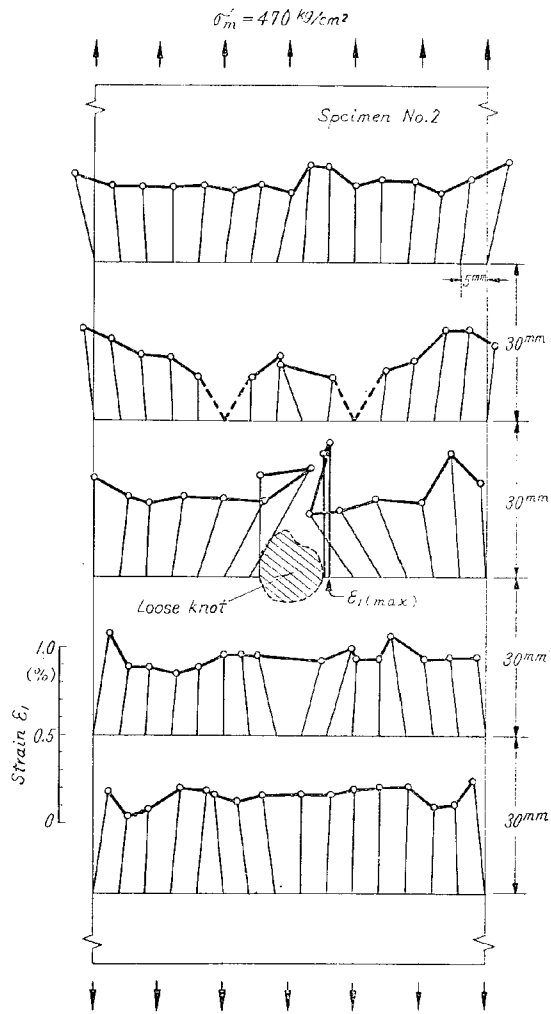 σ'm = 470 kg/cm²
Spcimen No.2
5mm
30mm
30mm
Loose knot
ε1(max)
30mm
1.0
(%)
0.5
0
Strain ε1
30mm